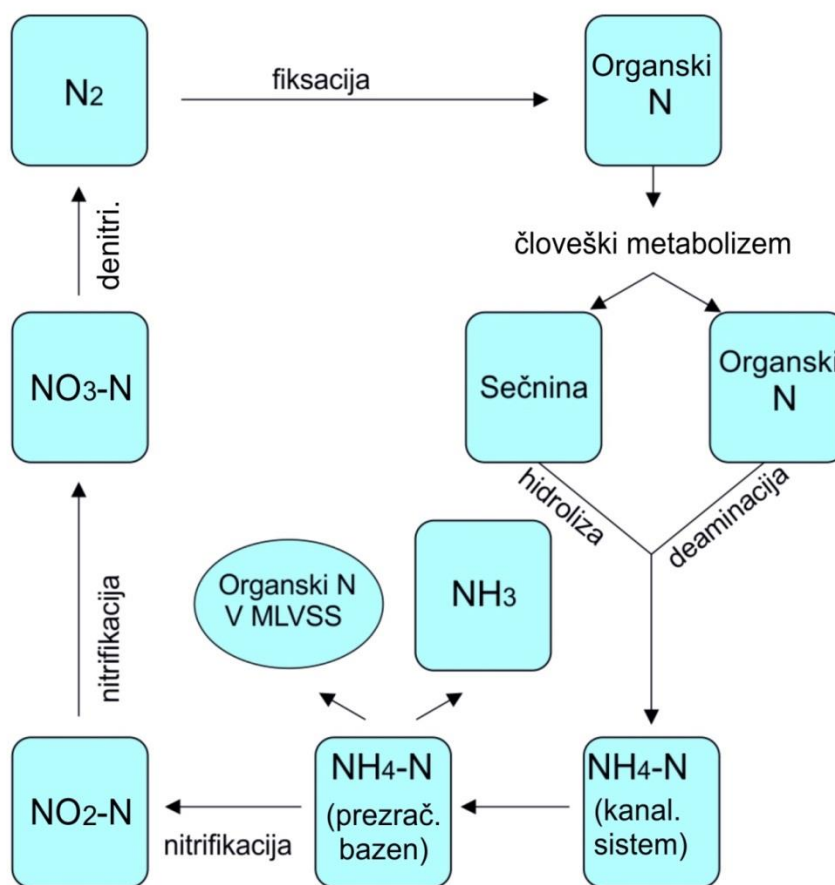 N2
fiksacija
Organski
N
človeški metabolizem
denitri.
NO3-N
Sečnina
Organski
N
hidroliza
deaminacija
Organski N
V MLVSS
NH3
nitrifikacija
NO2-N
nitrifikacija
NH4-N
(prezrač.
bazen)
NH4-N
(kanal.
sistem)